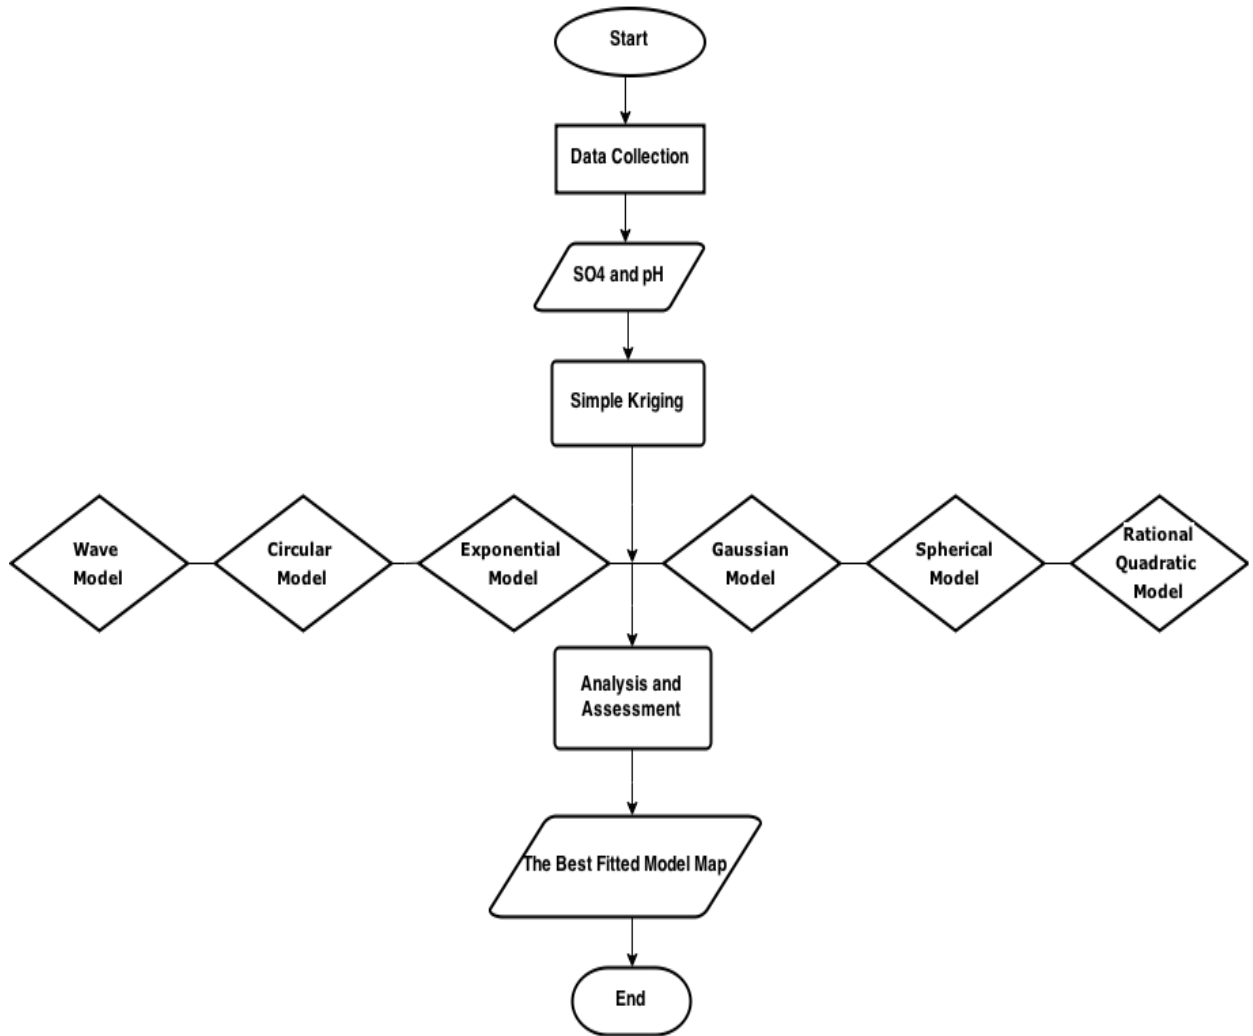 Start
Data Collection
SO4 and pH
Simple Kriging
Wave
Model
Circular
Model
Exponential
Model
Gaussian
Model
Spherical
Model
Rational
Quadratic
Model
Analysis and
Assessment
The Best Fitted Model Map
End